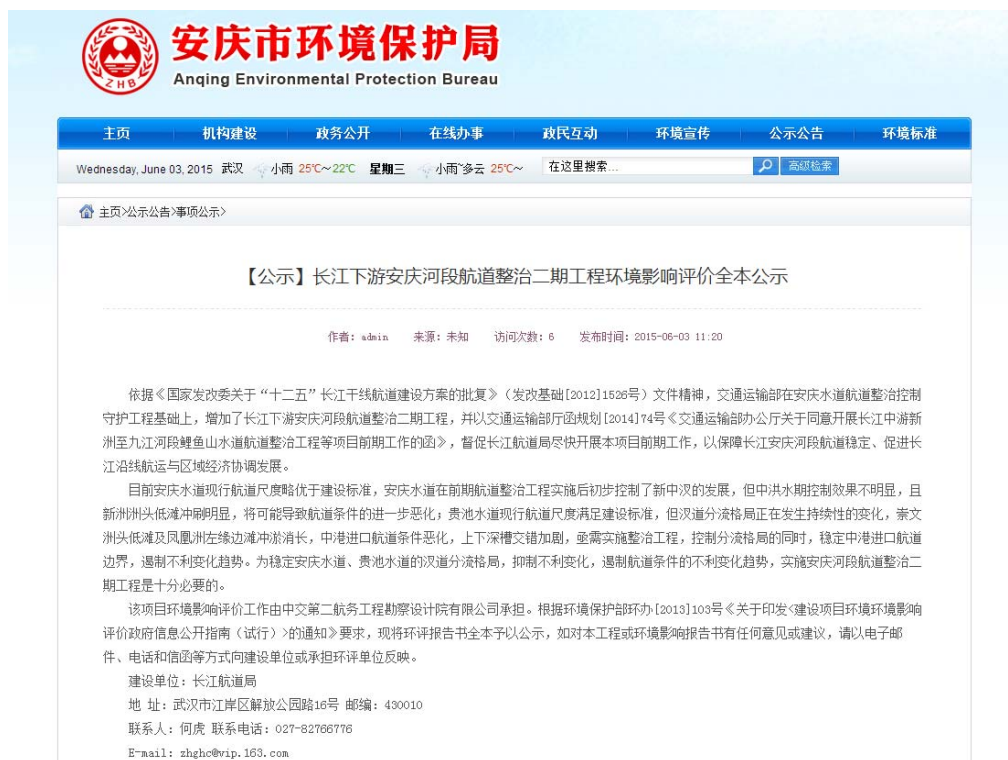 安庆市环境保护局
ZHB
Anqing Environmental Protection Bureau
主页 机构建设 政务公开 在线办事 政民互动 环境宣传 公示公告 环境标准
Wednesday, June 03, 2015 武汉 小雨 25℃~22℃ 星期三 小雨~多云 25℃~ 在这里搜索... 高级检索
主页>公示公告>事项公示>
【公示】长江下游安庆河段航道整治二期工程环境影响评价全本公示
作者：admin 来源：未知 访问次数：6 发布时间：2015-06-03 11:20
依据《国家发改委关于“十二五”长江干线航道建设方案的批复》（发改基础[2012]1526号）文件精神，交通运输部在安庆水道航道整治控制
守护工程基础上，增加了长江下游安庆河段航道整治二期工程，并以交通运输部厅函规划[2014]74号《交通运输部办公厅关于同意开展长江中游新
洲至九江河段鲤鱼山水道航道整治工程等项目前期工作的函》，督促长江航道局尽快开展本项目前期工作，以保障长江安庆河段航道稳定、促进长
江沿线航运与区域经济协调发展。
目前安庆水道现行航道尺度略优于建设标准，安庆水道在前期航道整治工程实施后初步控制了新中汊的发展，但中洪水期控制效果不明显，且
新洲洲头低滩冲刷明显，将可能导致航道条件的进一步恶化；贵池水道现行航道尺度满足建设标准，但汊道分流格局正在发生持续性的变化，崇文
洲头低滩及凤凰洲左缘边滩冲淤消长，中港进口航道条件恶化，上下深槽交错加剧，亟需实施整治工程，控制分流格局的同时，稳定中港进口航道
边界，遏制不利变化趋势。为稳定安庆水道、贵池水道的汊道分流格局，抑制不利变化，遏制航道条件的不利变化趋势，实施安庆河段航道整治二
期工程是十分必要的。
该项目环境影响评价工作由中交第二航务工程勘察设计院有限公司承担。根据环境保护部环办[2013]103号《关于印发<建设项目环境环境影响
评价政府信息公开指南（试行）>的通知》要求，现将环评报告书全本予以公示，如对本工程或环境影响报告书有任何意见或建议，请以电子邮
件、电话和信函等方式向建设单位或承担环评单位反映。
建设单位：长江航道局
地 址：武汉市江岸区解放公园路16号 邮编：430010
联系人：何虎 联系电话：027-82766776
E-mail：zhghc@vip.163.com